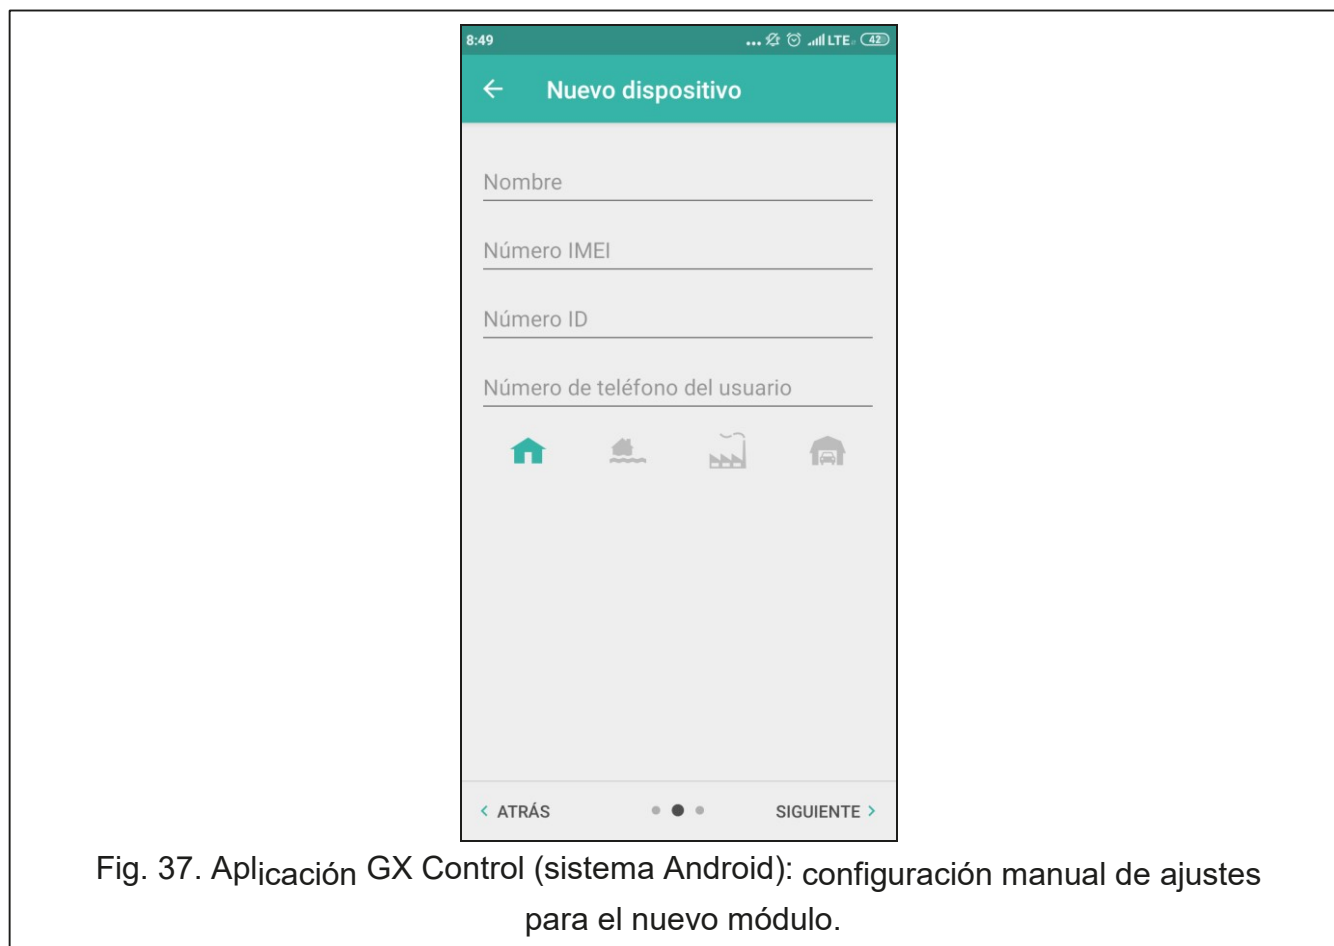 8:49 ... LTE 42
Nuevo dispositivo
Nombre
Número IMEI
Número ID
Número de teléfono del usuario
ATRÁS SIGUIENTE
Fig. 37. Aplicación GX Control (sistema Android): configuración manual de ajustes
para el nuevo módulo.